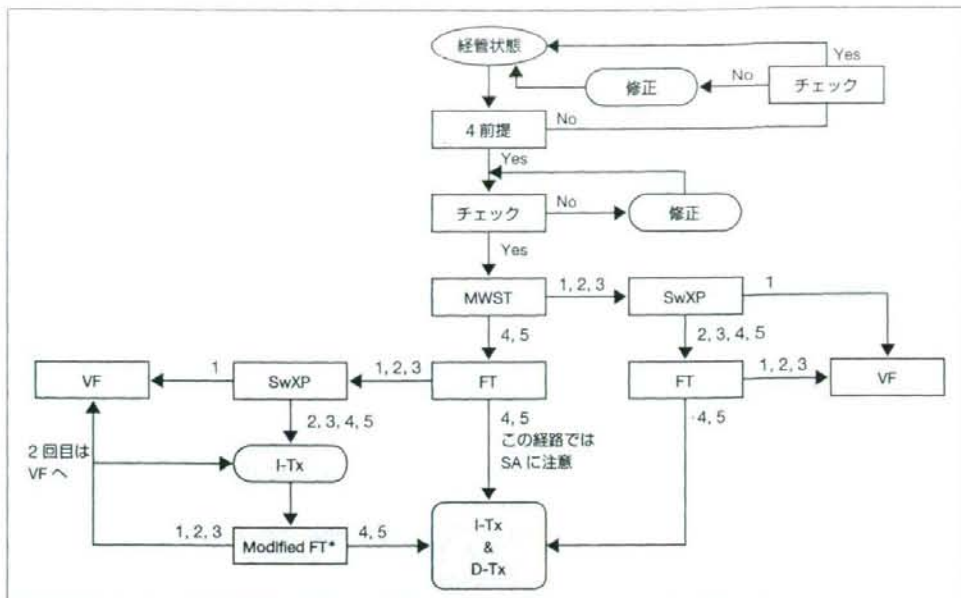 経管状態
Yes
No
修正
チェック
4前提
No
Yes
チェック
No
修正
Yes
MWST
1, 2, 3
SwXP
1
4, 5
2, 3, 4, 5
VF
1
SwXP
1, 2, 3
FT
FT
1, 2, 3
VF
2, 3, 4, 5
4, 5
この経路では
SAに注意
4, 5
2回目は
VFへ
I-Tx
1, 2, 3
Modified FT*
4, 5
I-Tx
&
D-Tx